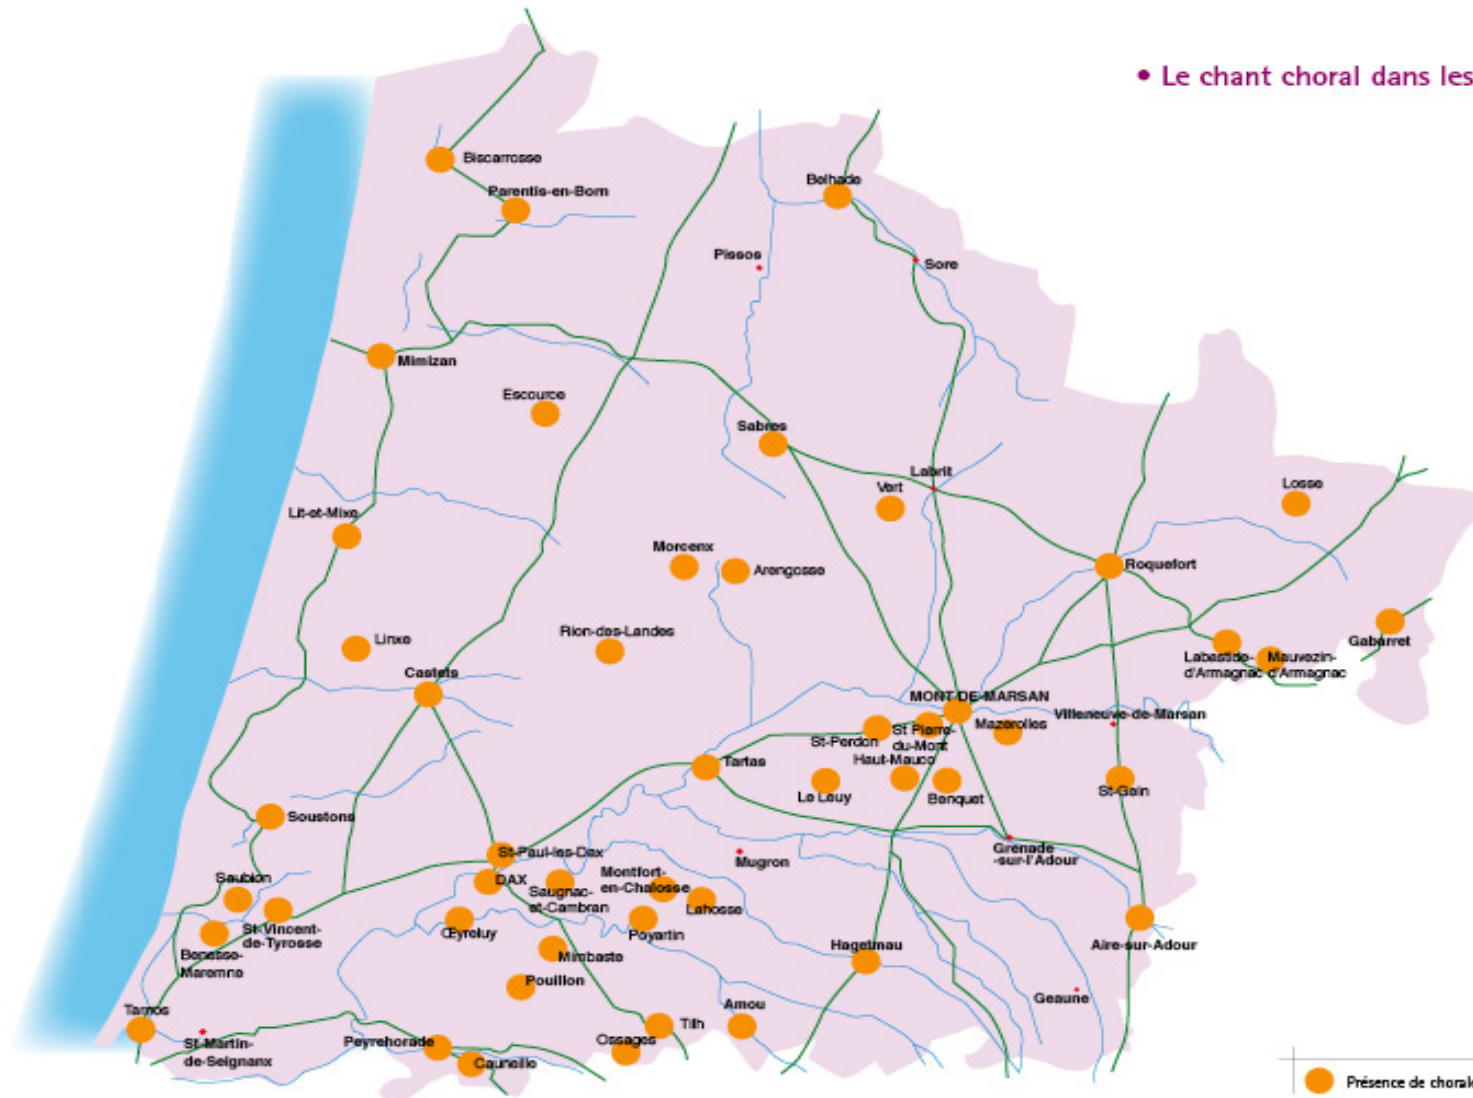 • Le chant choral dans les
Biscarrosse
Parentis-en-Born
Belhade
Pissos
Sore
Mimizan
Escource
Sabres
Labrit
Vert
Losse
Lit-et-Mixe
Morcenx
Arengosse
Roquefort
Linxe
Rion-des-Landes
Gabarret
Labastide-
d'Armagnac
Mauvezin-
d'Armagnac
Castets
MONT-DE-MARSAN
Villeneuve-de-Marsan
St-Perdon
St Pierre-
du-Mont
Mazerolles
Haut-Mauco
Tartas
Le Leuy
Benquet
St-Gein
Soustons
Grenade
-sur-l'Adour
St-Paul-les-Dax
DAX
Mugron
Montfort-
en-Chalosse
Saugnac-
et-Cambran
Saubion
Lahosse
St-Vincent-
de-Tyrosse
Œyreluy
Poyartin
Hagetmau
Aire-sur-Adour
Benesse-
Maremne
Mimbaste
Pouillon
Geaune
Tarnos
Amou
Tilh
St-Martin-
de-Seignanx
Peyrehorade
Ossages
Cauneille
Présence de chorale